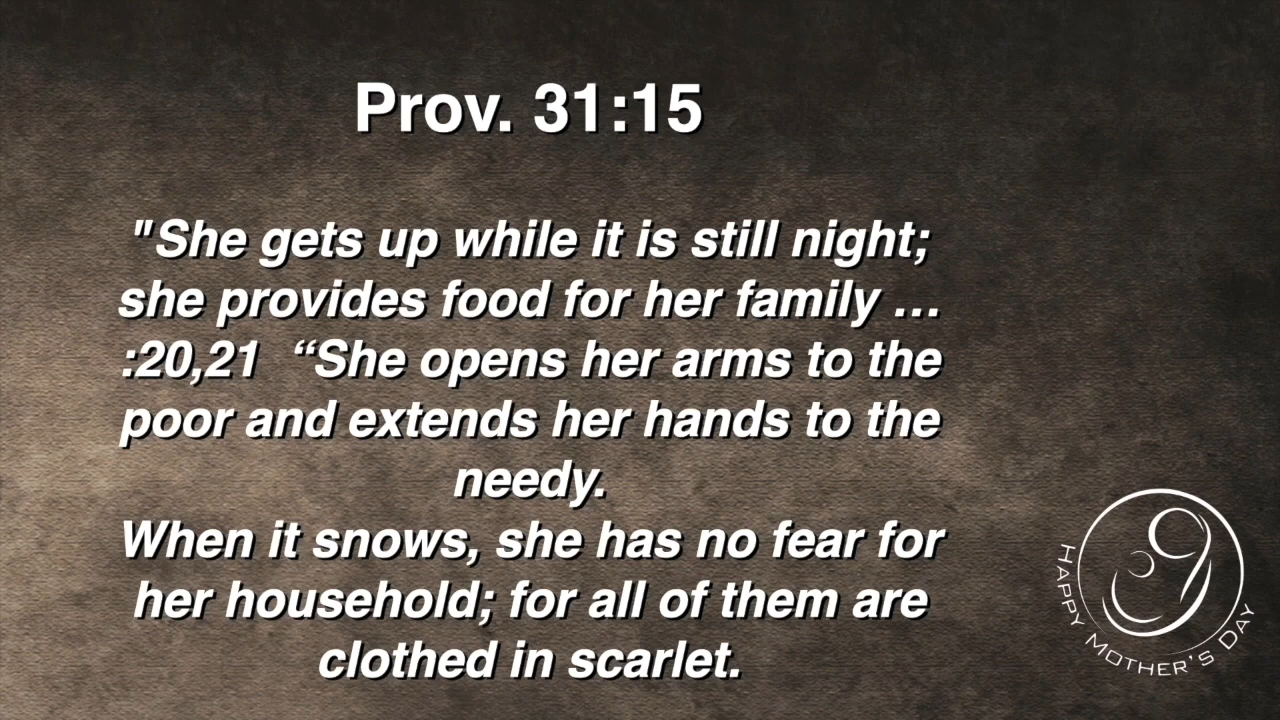 Prov. 31:15
"She gets up while it is still night;
she provides food for her family …
:20,21  “She opens her arms to the
poor and extends her hands to the
needy.
When it snows, she has no fear for
her household; for all of them are
clothed in scarlet.
HAPPY MOTHER'S DAY